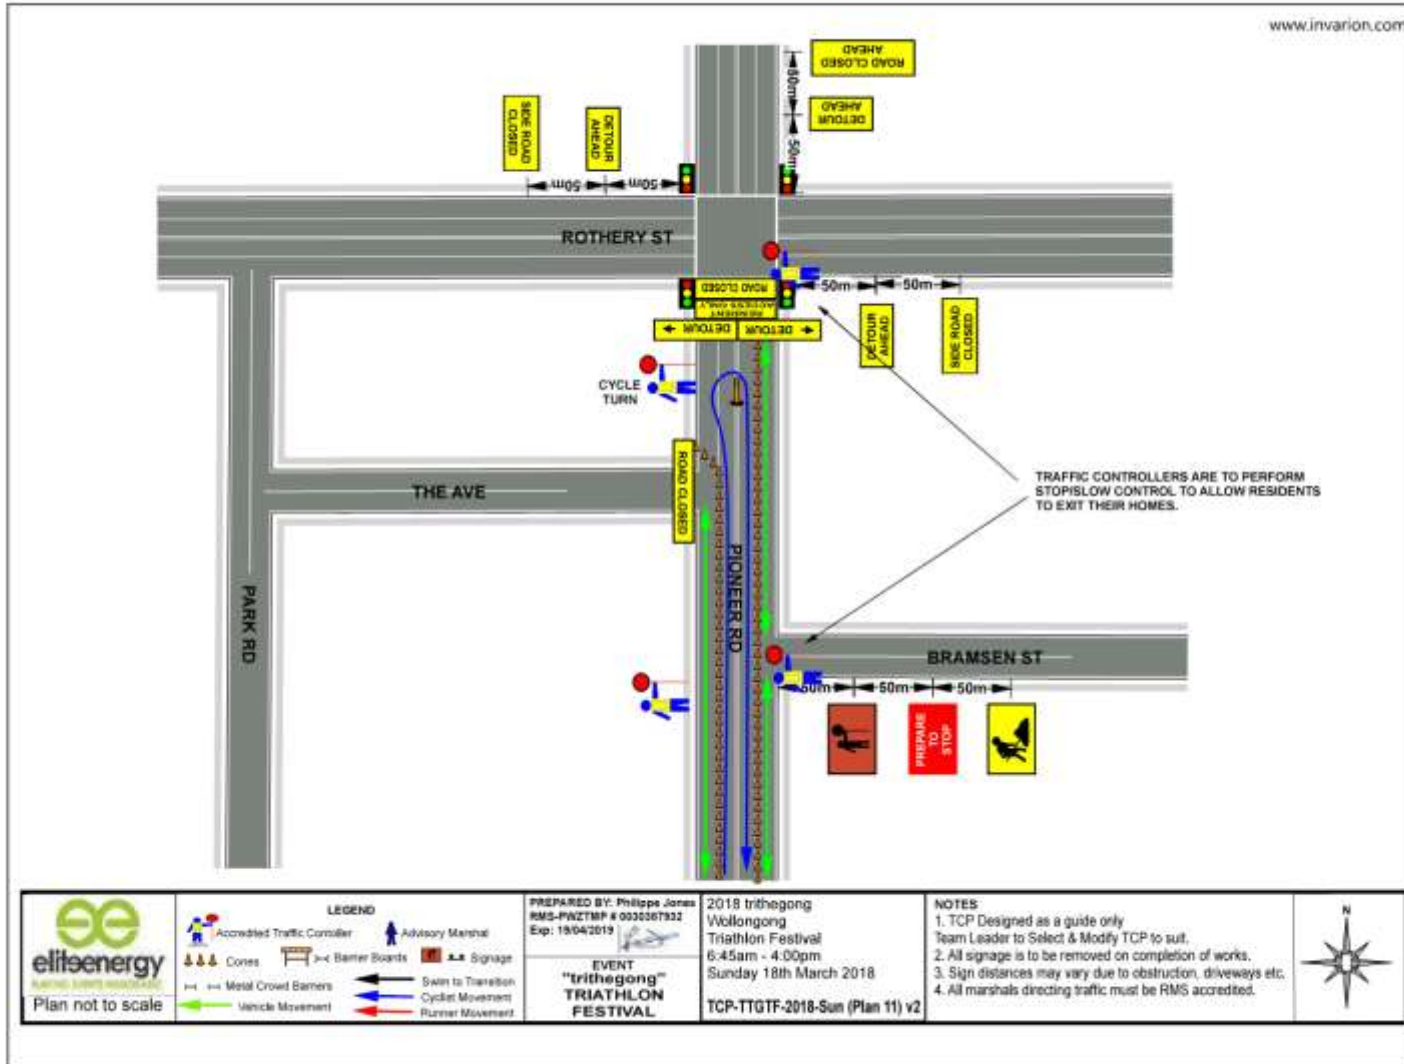 www.invarion.com
ROAD CLOSED
AHEAD
50m
DETOUR
AHEAD
50m
SIDE ROAD
CLOSED
DETOUR
AHEAD
50m
50m
ROTHERY ST
ROAD CLOSED
RESIDENT
ACCESS ONLY
DETOUR
DETOUR
50m
50m
DETOUR
AHEAD
SIDE ROAD
CLOSED
CYCLE
TURN
ROAD CLOSED
THE AVE
TRAFFIC CONTROLLERS ARE TO PERFORM
STOP/SLOW CONTROL TO ALLOW RESIDENTS
TO EXIT THEIR HOMES.
PARK RD
PIONEER RD
BRAMSEN ST
50m
50m
50m
PREPARE
TO
STOP
eliteenergy
Plan not to scale
LEGEND
Accredited Traffic Contoller
Advisory Marshal
Cones
Barrier Boards
Signage
Metal Crowd Barriers
Swim to Transition
Cyclist Movement
Vehicle Movement
Runner Movement
PREPARED BY: Philippe Jones
RMS-PWZTMP # 0030367932
Exp: 19/04/2019
EVENT
"trithegong"
TRIATHLON
FESTIVAL
2018 trithegong
Wollongong
Triathlon Festival
6:45am - 4:00pm
Sunday 18th March 2018
TCP-TTGTF-2018-Sun (Plan 11) v2
NOTES
1. TCP Designed as a guide only
Team Leader to Select & Modify TCP to suit.
2. All signage is to be removed on completion of works.
3. Sign distances may vary due to obstruction, driveways etc.
4. All marshals directing traffic must be RMS accredited.
N